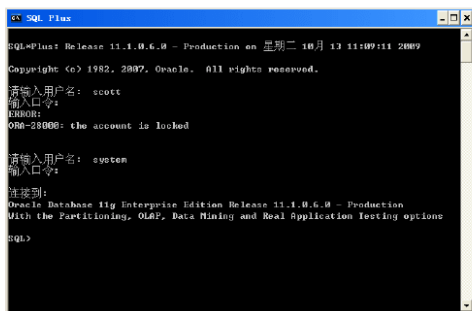 SQL Plus
SQL*Plus: Release 11.1.0.6.0 - Production on 星期二 10月 13 11:09:11 2009
Copyright (c) 1982, 2007, Oracle.  All rights reserved.
请输入用户名:  scott
输入口令:
ERROR:
ORA-28000: the account is locked
请输入用户名:  system
输入口令:
连接到:
Oracle Database 11g Enterprise Edition Release 11.1.0.6.0 - Production
With the Partitioning, OLAP, Data Mining and Real Application Testing options
SQL>